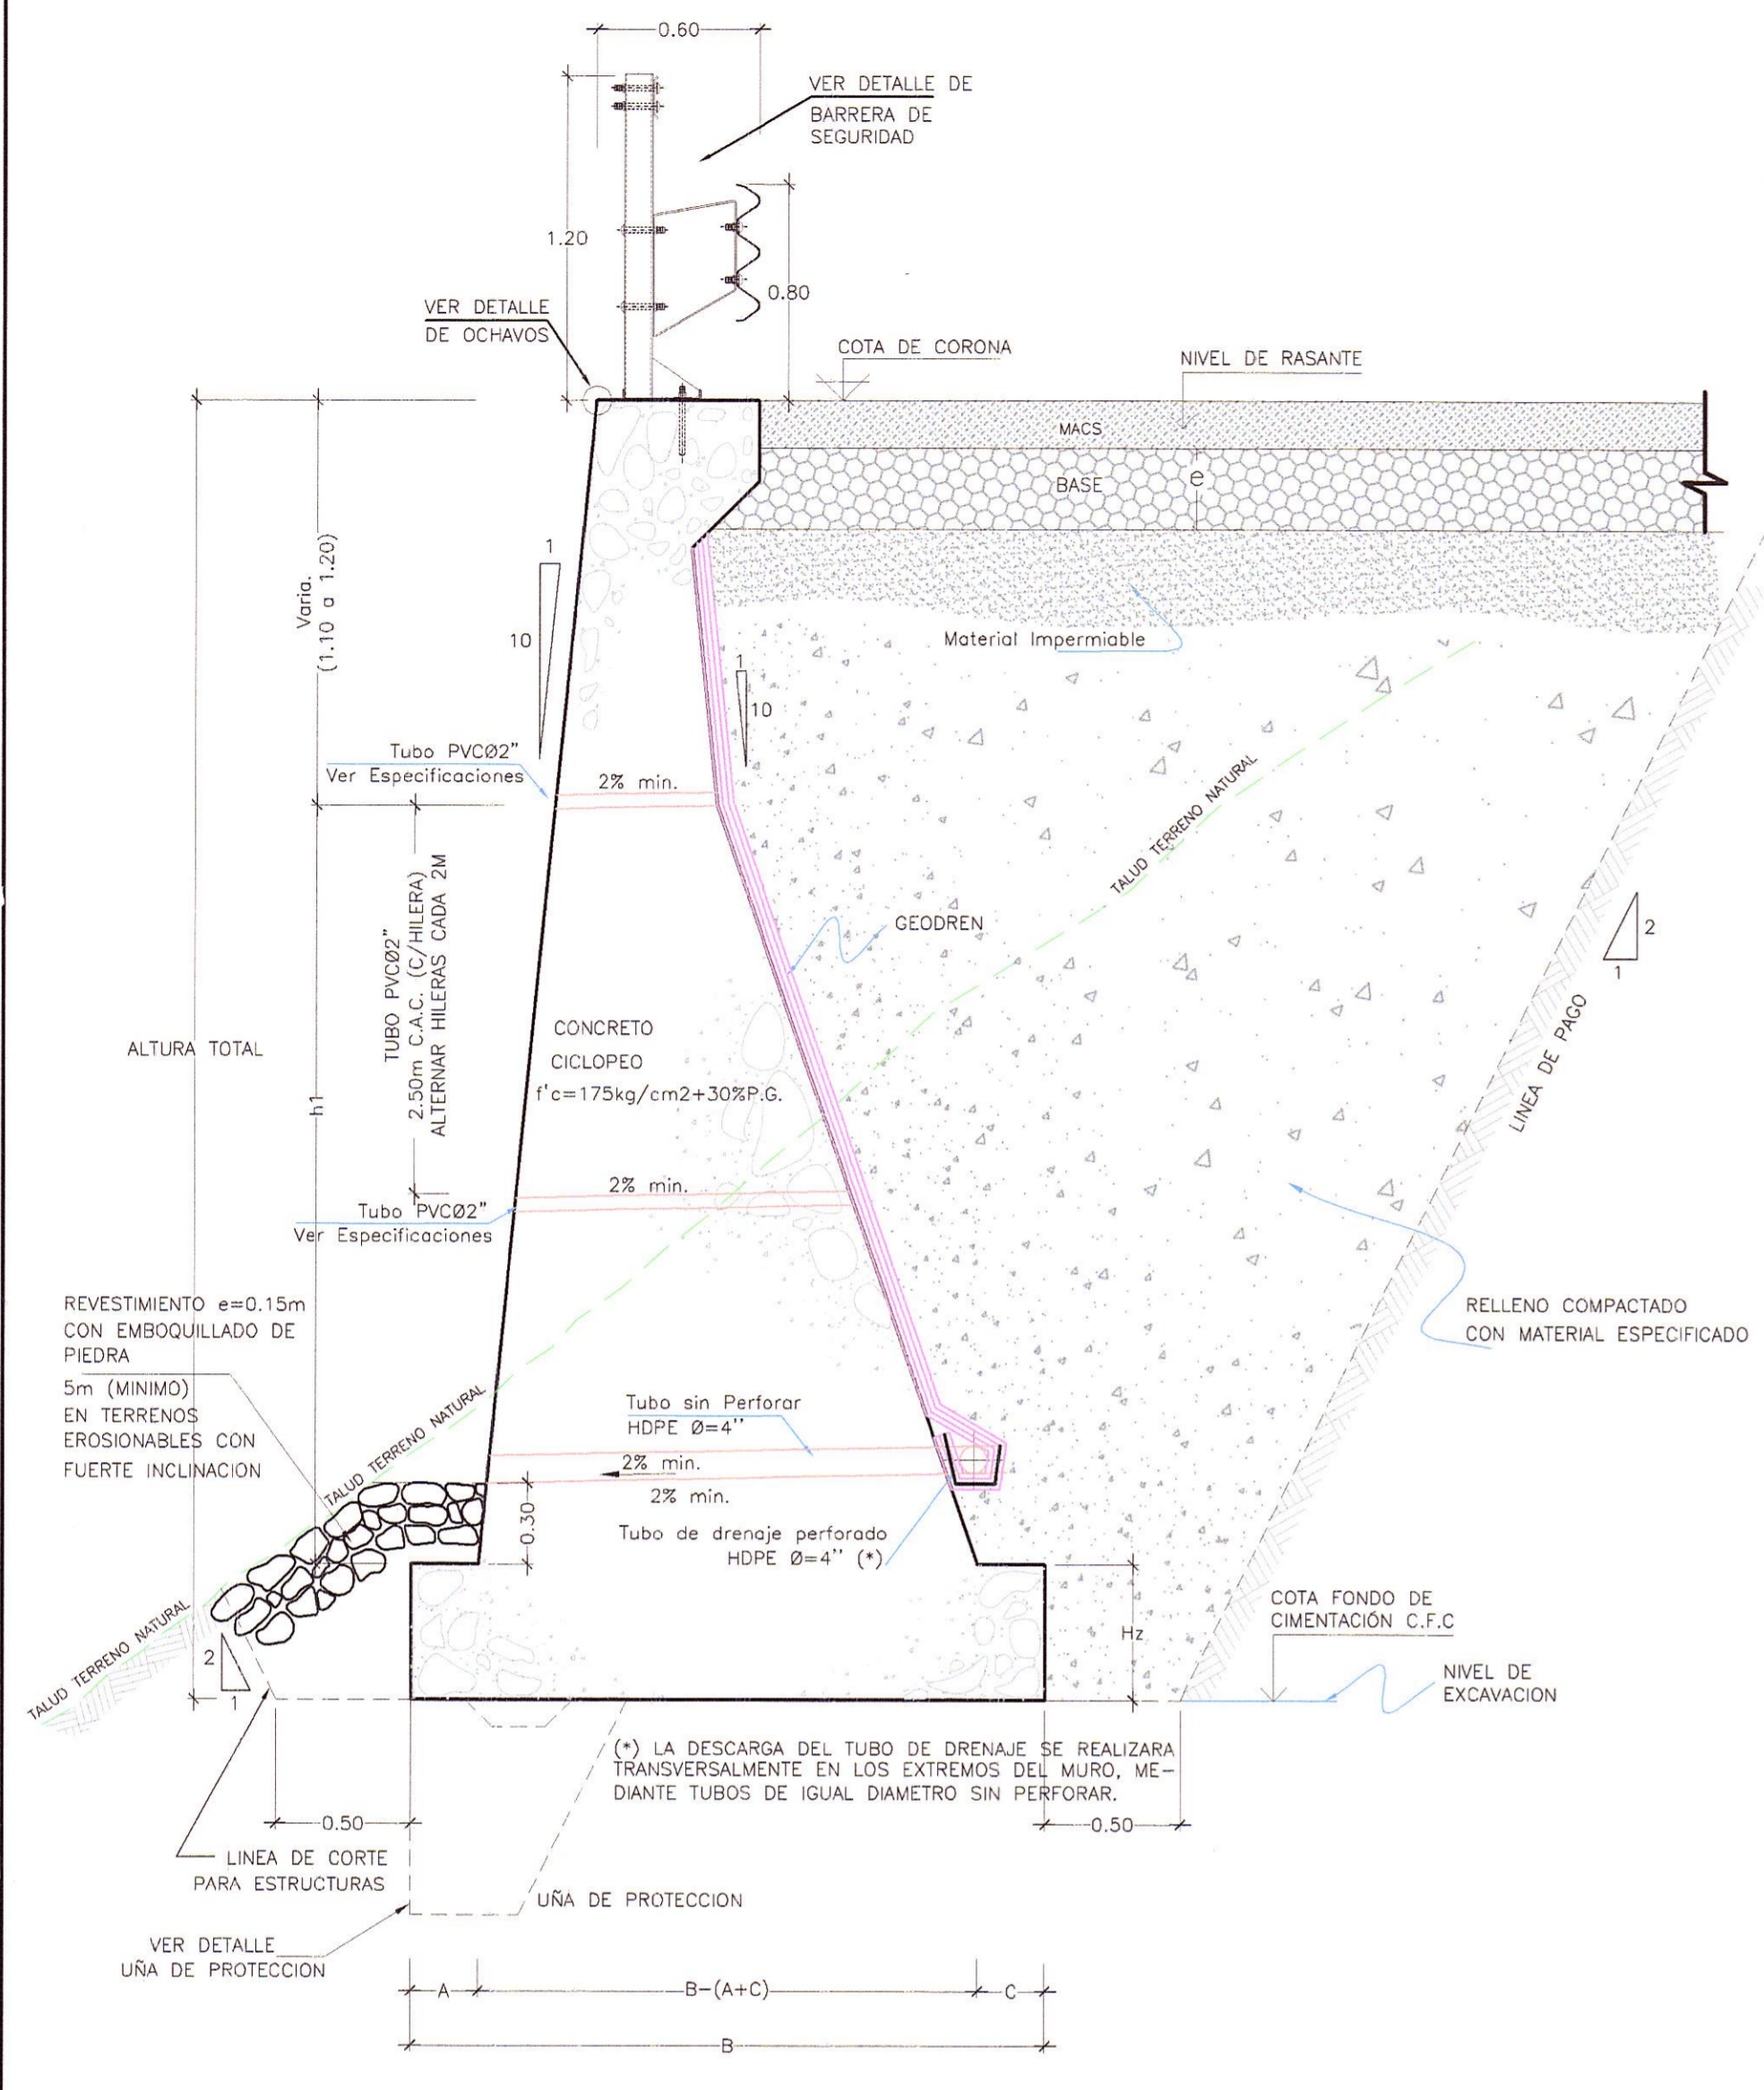 0.60
VER DETALLE DE
BARRERA DE
SEGURIDAD
1.20
0.80
VER DETALLE
DE OCHAVOS
COTA DE CORONA
NIVEL DE RASANTE
MACS
BASE
e
Varia.
(1.10 a 1.20)
1
10
Material Impermiable
1
10
Tubo PVCØ2"
Ver Especificaciones
2% min.
TALUD TERRENO NATURAL
TUBO PVCØ2"
2.50m C.A.C. (C/HILERA)
ALTERNAR HILERAS CADA 2M
GEODREN
2
1
LINEA DE PAGO
ALTURA TOTAL
h1
CONCRETO
CICLOPEO
f'c=175kg/cm2+30%P.G.
2% min.
Tubo PVCØ2"
Ver Especificaciones
RELLENO COMPACTADO
CON MATERIAL ESPECIFICADO
REVESTIMIENTO e=0.15m
CON EMBOQUILLADO DE
PIEDRA
5m (MINIMO)
EN TERRENOS
EROSIONABLES CON
FUERTE INCLINACION
TALUD TERRENO NATURAL
Tubo sin Perforar
HDPE Ø=4''
2% min.
2% min.
0.30
Tubo de drenaje perforado
HDPE Ø=4'' (*)
TALUD TERRENO NATURAL
2
1
Hz
COTA FONDO DE
CIMENTACIÓN C.F.C
NIVEL DE
EXCAVACION
(*) LA DESCARGA DEL TUBO DE DRENAJE SE REALIZARA
TRANSVERSALMENTE EN LOS EXTREMOS DEL MURO, ME-
DIANTE TUBOS DE IGUAL DIAMETRO SIN PERFORAR.
0.50
0.50
LINEA DE CORTE
PARA ESTRUCTURAS
UÑA DE PROTECCION
VER DETALLE
UÑA DE PROTECCION
A
B-(A+C)
C
B